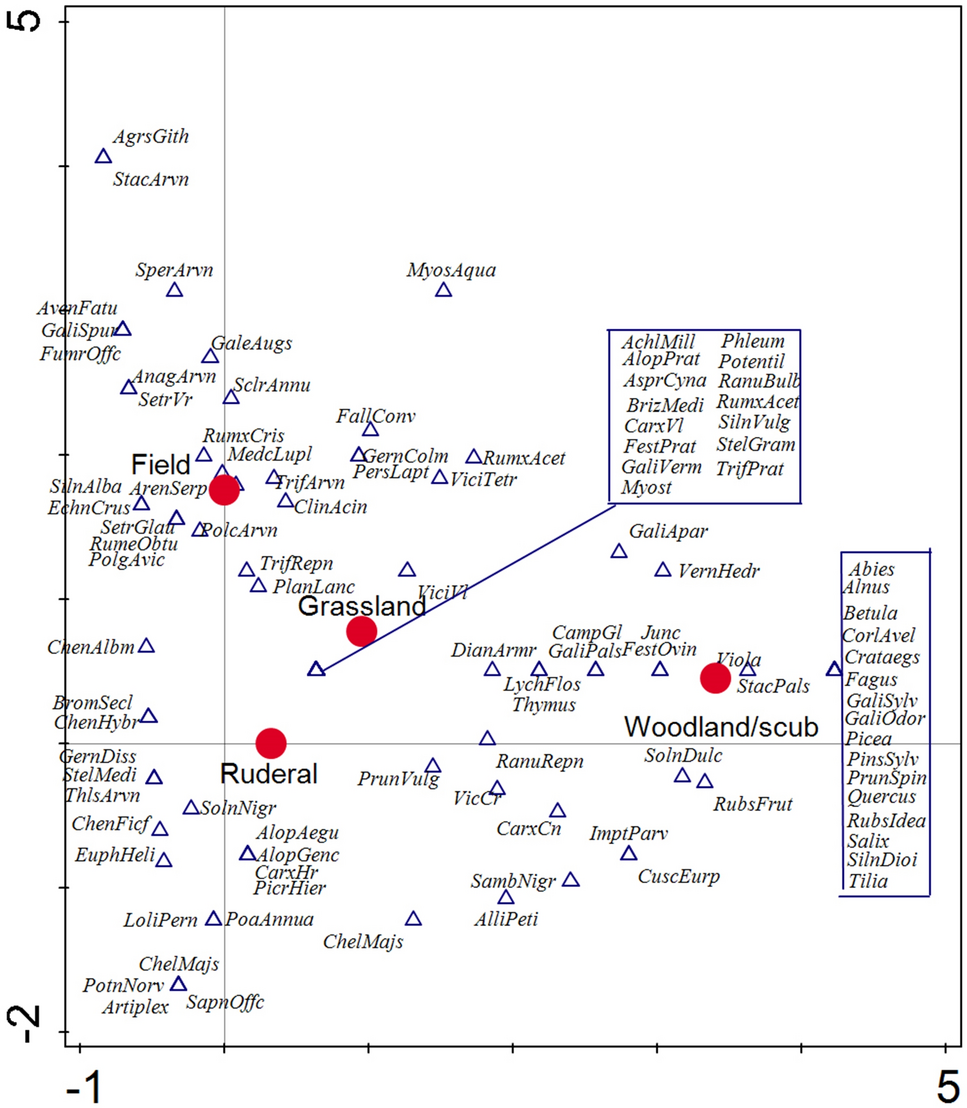 5
AgrsGith
StacArvn
SperArvn
MyosAqua
AvenFatu
GaliSpur
FumrOffc
GaleAugs
AnagArvn
SetrVr
SclrAnnu
FallConv
RumxCris
MedcLupl
GernColm
PersLapt
RumxAcet
ViciTetr
Field
ArenSerp
TrifArvn
ClinAcin
SilnAlba
EchnCrus
SetrGlau
RumeObtu
PolgAvic
PolcArvn
TrifRepn
PlanLanc
ViciVl
Grassland
AchlMill Phleum
AlopPrat Potentil
AsprCyna RanuBulb
BrizMedi RumxAcet
CarxVl SilnVulg
FestPrat StelGram
GaliVerm TrifPrat
Myost
GaliApar
VernHedr
ChenAlbm
DianArmr
CampGl
GaliPals
Junc
FestOvin
Viola
StacPals
LychFlos
Thymus
Woodland/scub
Abies
Alnus
Betula
CorlAvel
Crataegs
Fagus
GaliSylv
GaliOdor
Picea
PinsSylv
PrunSpin
Quercus
RubsIdea
Salix
SilnDioi
Tilia
BromSecl
ChenHybr
Ruderal
GernDiss
StelMedi
ThlsArvn
RanuRepn
PrunVulg
VicCr
SolnDulc
RubsFrut
SolnNigr
ChenFicf
EuphHeli
AlopAegu
AlopGenc
CarxHr
PicrHier
CarxCn
ImptParv
CuscEurp
SambNigr
AlliPeti
LoliPern
PoaAnnua
ChelMajs
ChelMajs
PotnNorv
Artiplex
SapnOffc
-2
-1
5